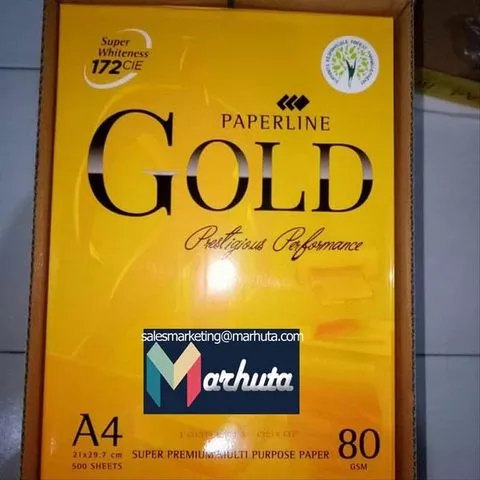 Super
Whiteness
172CIE
PAPERLINE
GOLD
Prestigious Performance
salesmarketing@marhuta.com
Marhuta
A4
21x29.7 cm
500 SHEETS
SUPER PREMIUM MULTI PURPOSE PAPER
80
GSM
A4